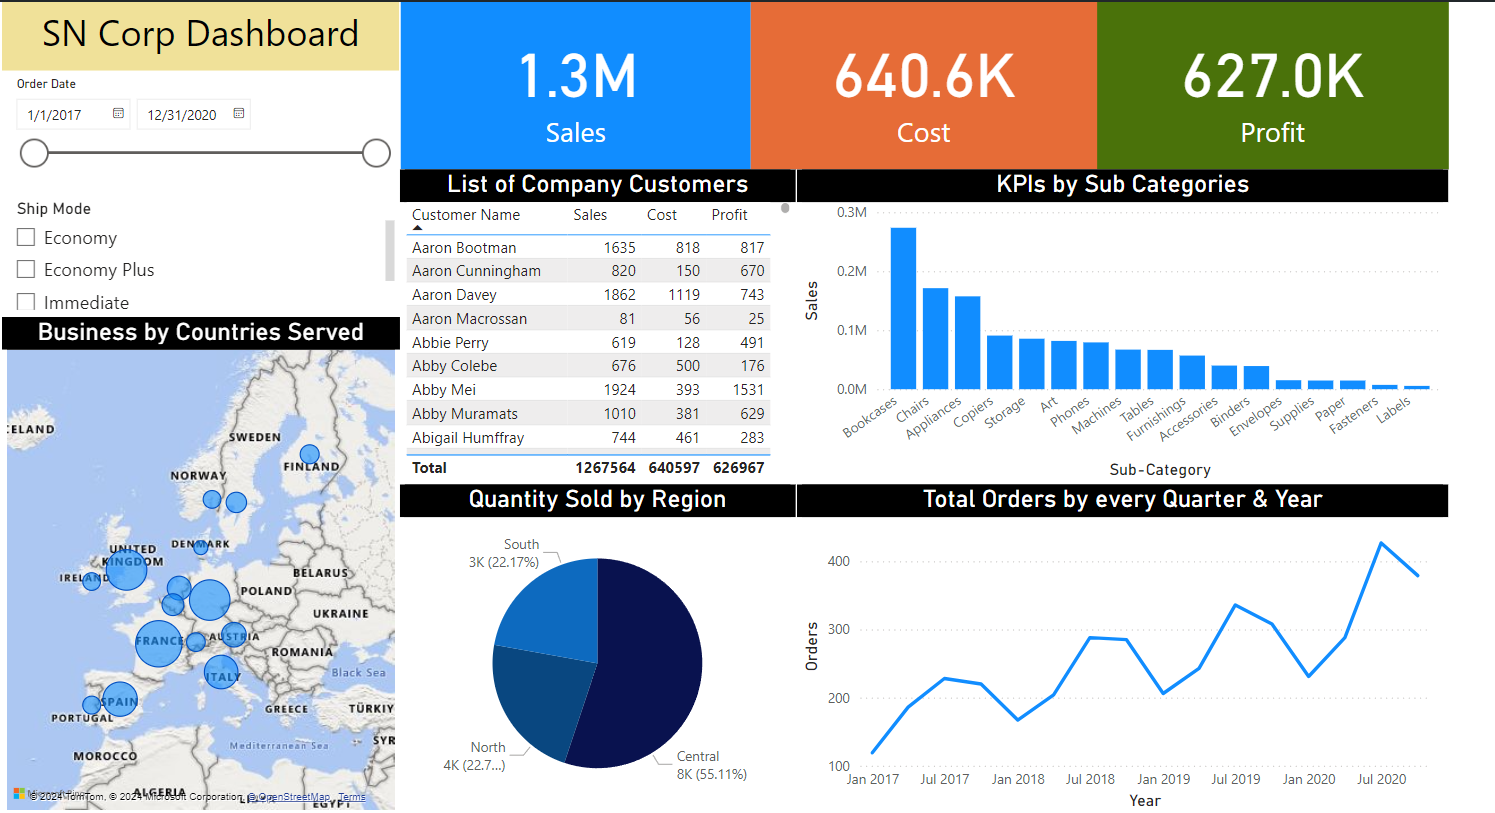 SN Corp Dashboard
Order Date
1/1/2017
12/31/2020
Ship Mode
Economy
Economy Plus
Immediate
1.3M
Sales
640.6K
Cost
627.0K
Profit
Business by Countries Served
SWEDEN
FINLAND
NORWAY
DENMARK
UNITED
KINGDOM
IRELAND
BELARUS
POLAND
UKRAINE
FRANCE
AUSTRIA
ROMANIA
ITALY
Black Sea
SPAIN
PORTUGAL
GREECE
TÜRKIY
SYR
Mediterranean Sea
MOROCCO
ALGERIA
EGYPT
© 2024 TomTom, © 2024 Microsoft Corporation, © OpenStreetMap Terms
List of Company Customers
Customer Name Sales Cost Profit
Aaron Bootman 1635 818 817
Aaron Cunningham 820 150 670
Aaron Davey 1862 1119 743
Aaron Macrossan 81 56 25
Abbie Perry 619 128 491
Abby Colebe 676 500 176
Abby Mei 1924 393 1531
Abby Muramats 1010 381 629
Abigail Humffray 744 461 283
Total 1267564 640597 626967
KPIs by Sub Categories
Sales
0.3M
0.2M
0.1M
0.0M
Bookcases
Chairs
Appliances
Copiers
Storage
Art
Phones
Machines
Tables
Furnishings
Accessories
Binders
Envelopes
Supplies
Paper
Fasteners
Labels
Sub-Category
Quantity Sold by Region
South
3K (22.17%)
North
4K (22.7...)
Central
8K (55.11%)
Total Orders by every Quarter & Year
Orders
400
300
200
100
Jan 2017
Jul 2017
Jan 2018
Jul 2018
Jan 2019
Jul 2019
Jan 2020
Jul 2020
Year